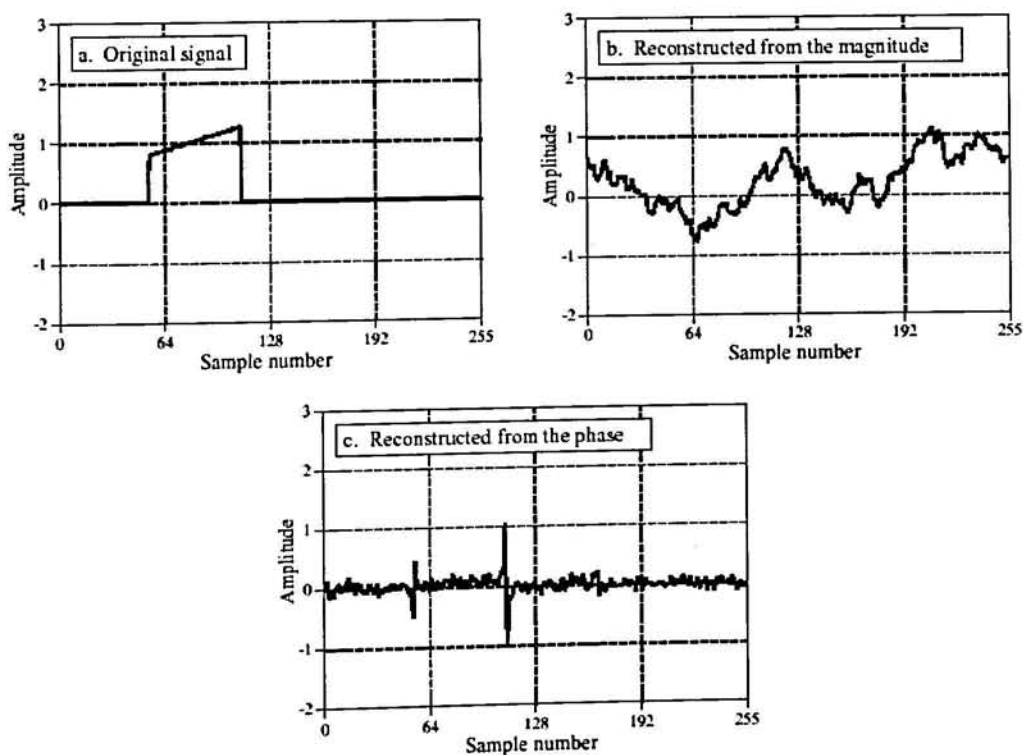 a. Original signal
3
2
1
0
-1
-2
Amplitude
0 64 128 192 255
Sample number
b. Reconstructed from the magnitude
3
2
1
0
-1
-2
Amplitude
0 64 128 192 255
Sample number
c. Reconstructed from the phase
3
2
1
0
-1
-2
Amplitude
0 64 128 192 255
Sample number